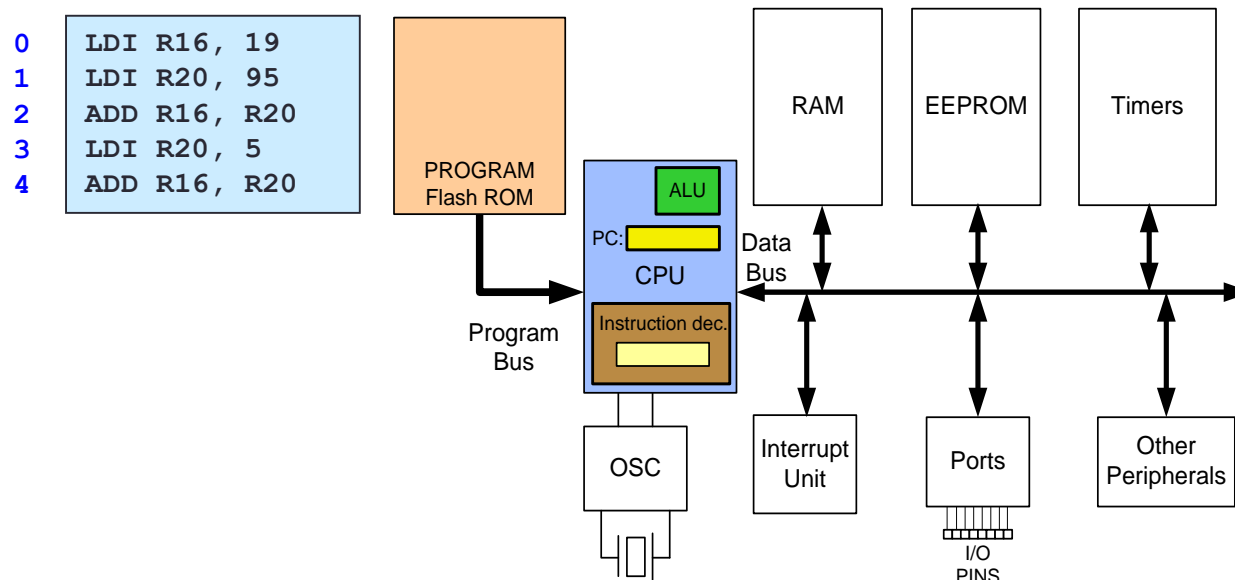 0 LDI R16, 19
1 LDI R20, 95
2 ADD R16, R20
3 LDI R20, 5
4 ADD R16, R20
PROGRAM
Flash ROM
RAM
EEPROM
Timers
ALU
PC:
CPU
Data
Bus
Instruction dec.
Program
Bus
OSC
Interrupt
Unit
Ports
Other
Peripherals
I/O
PINS